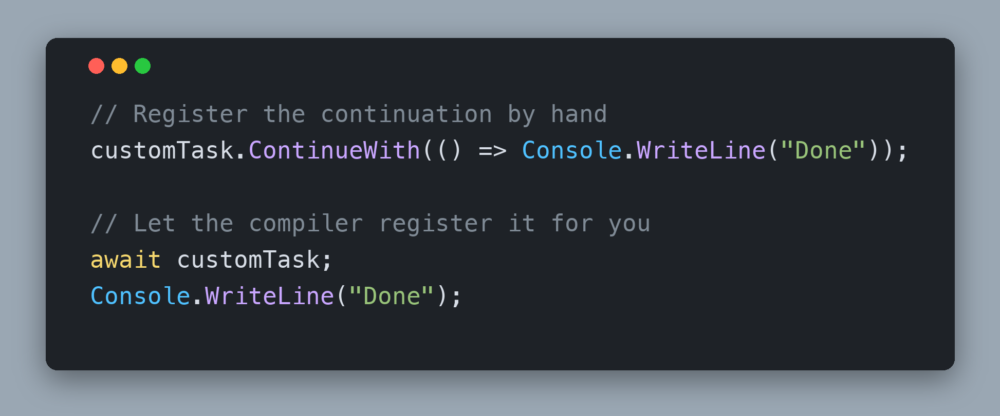 // Register the continuation by hand
customTask.ContinueWith(() => Console.WriteLine("Done"));
// Let the compiler register it for you
await customTask;
Console.WriteLine("Done");